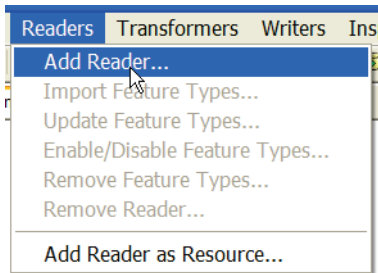 Readers Transformers Writers Ins
Add Reader...
Import Feature Types...
Update Feature Types...
Enable/Disable Feature Types...
Remove Feature Types...
Remove Reader...
Add Reader as Resource...